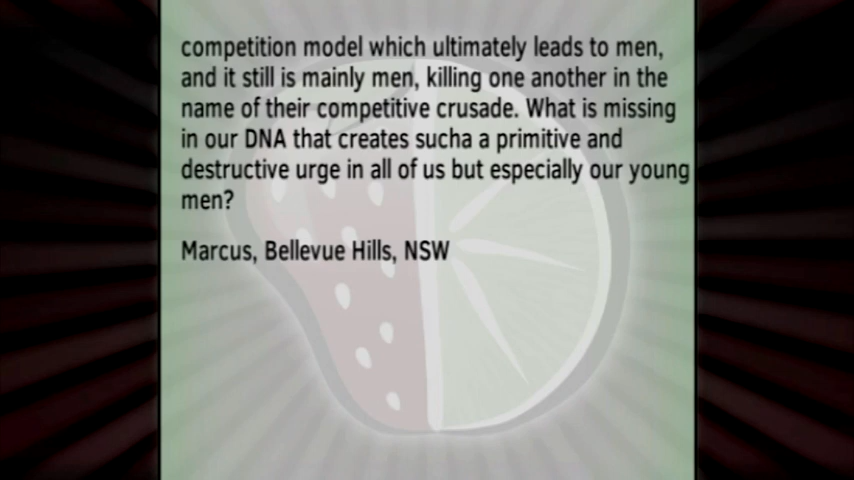 competition model which ultimately leads to men,
and it still is mainly men, killing one another in the
name of their competitive crusade. What is missing
in our DNA that creates sucha a primitive and
destructive urge in all of us but especially our young
men?
Marcus, Bellevue Hills, NSW